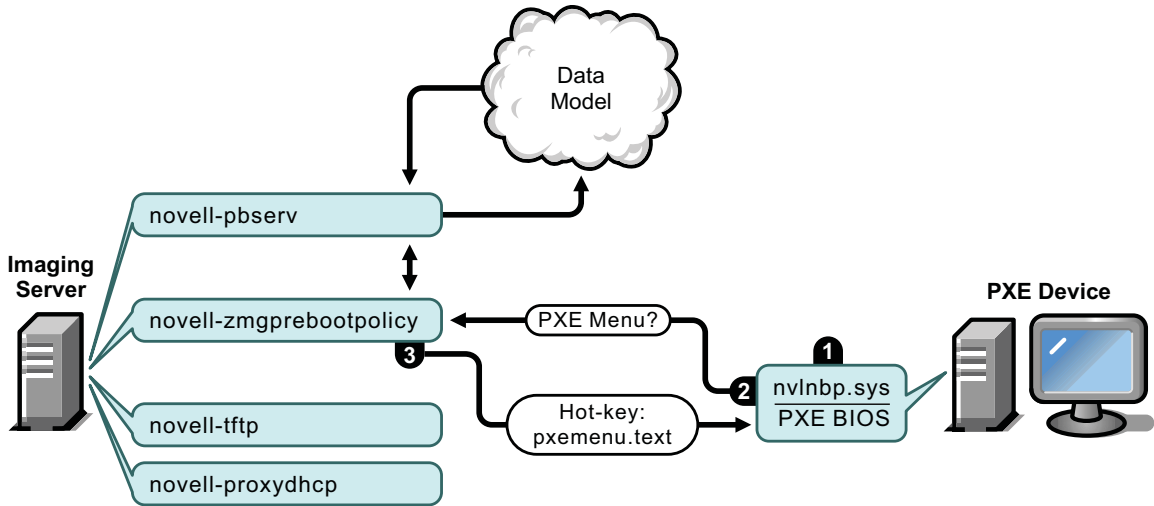 Data
Model
novell-pbserv
Imaging
Server
novell-zmgprebootpolicy
PXE Menu?
PXE Device
3
1
2
nvlnbp.sys
PXE BIOS
Hot-key:
pxemenu.text
novell-tftp
novell-proxydhcp